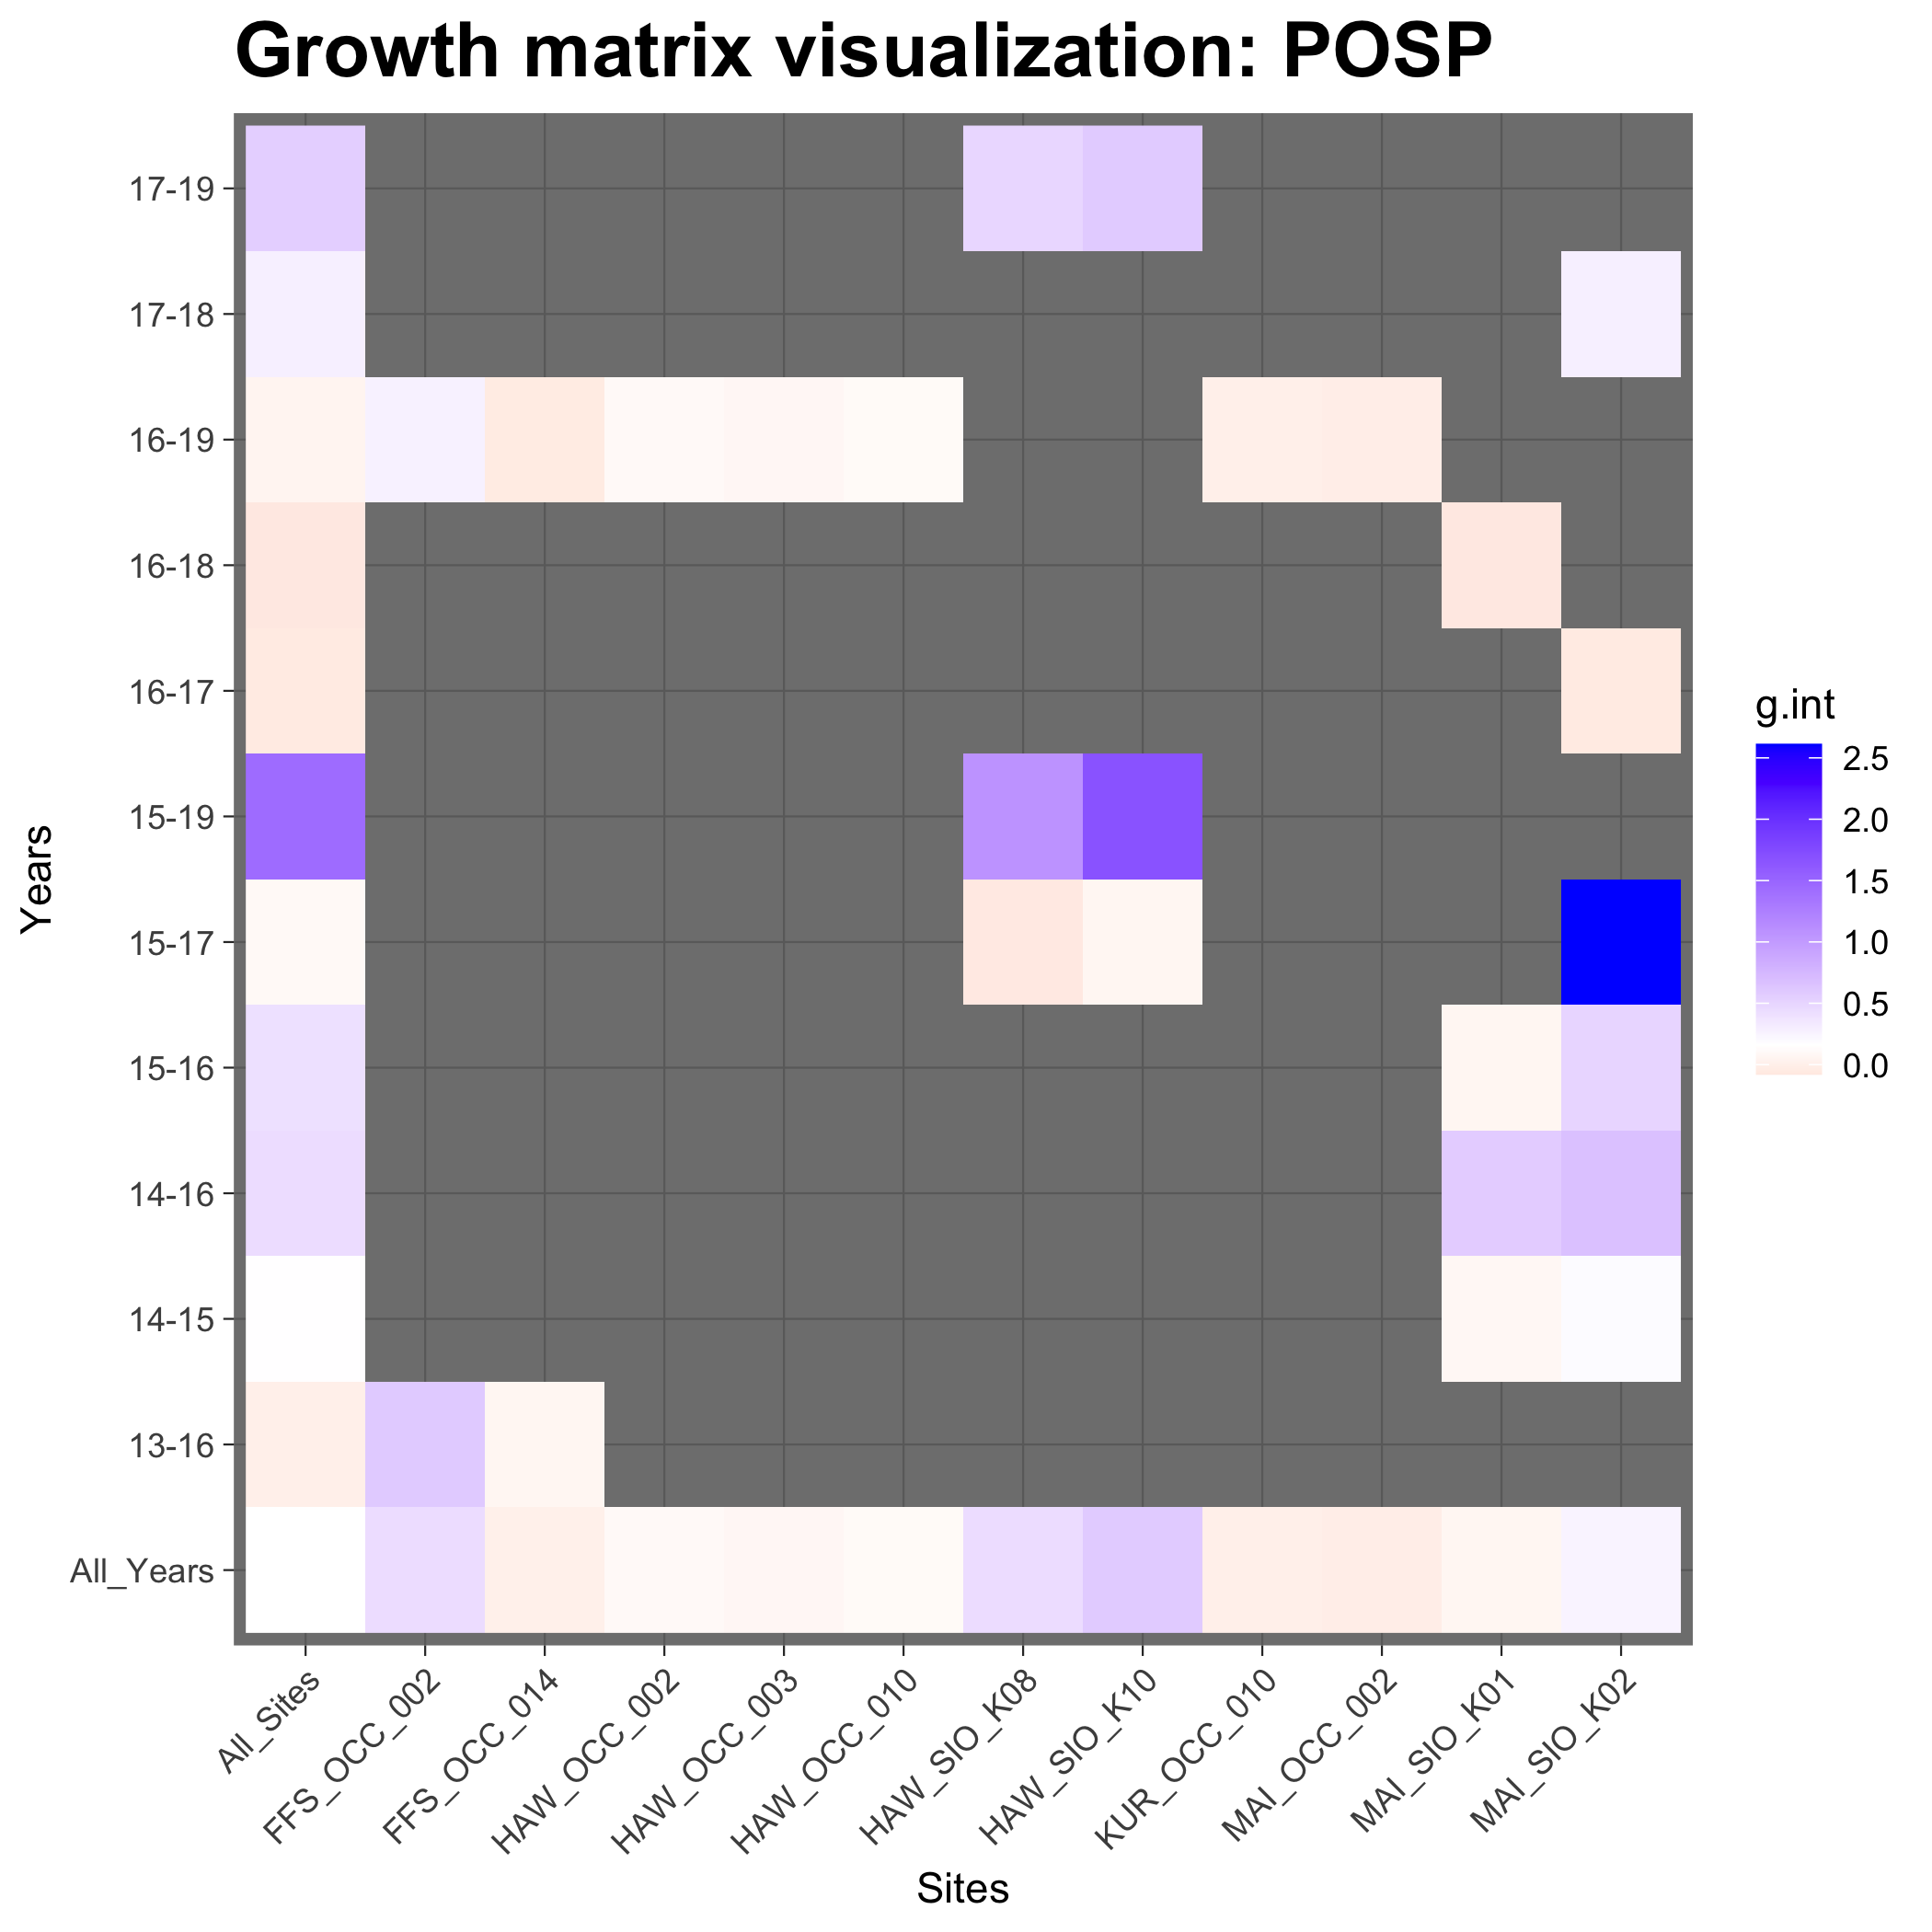 Growth matrix visualization: POSP
17-19
17-18
16-19
16-18
16-17
15-19
15-17
15-16
14-16
14-15
13-16
All_Years
Years
g.int
2.5
2.0
1.5
1.0
0.5
0.0
All_Sites
FFS_OCC_002
FFS_OCC_014
HAW_OCC_002
HAW_OCC_003
HAW_OCC_010
HAW_SIO_K08
HAW_SIO_K10
KUR_OCC_010
MAI_OCC_002
MAI_SIO_K01
MAI_SIO_K02
Sites